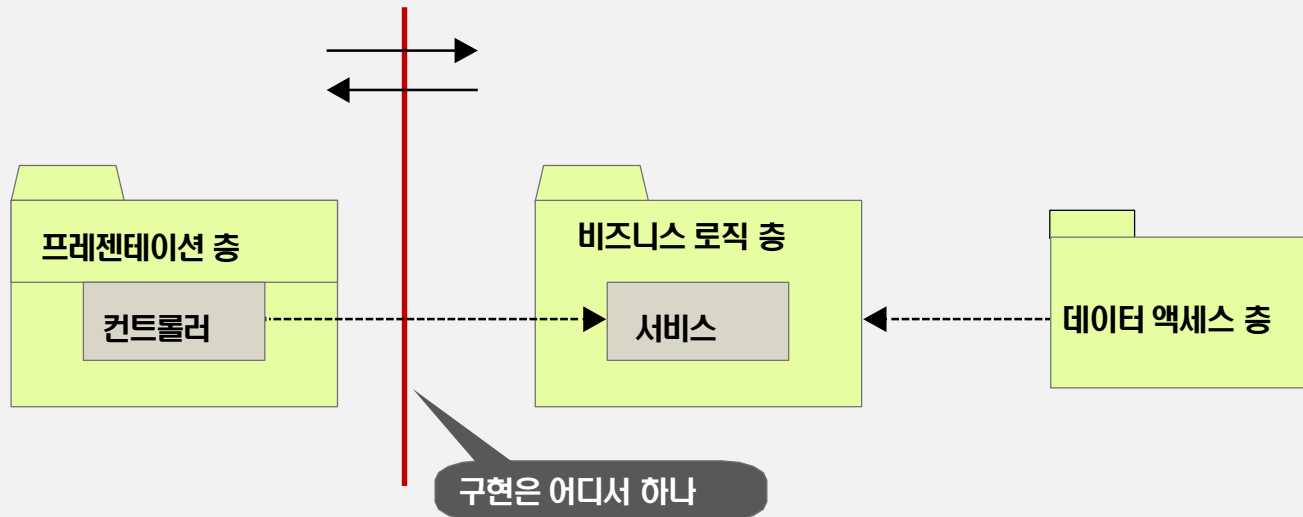 프레젠테이션 층
컨트롤러
비즈니스 로직 층
서비스
데이터 액세스 층
구현은 어디서 하나